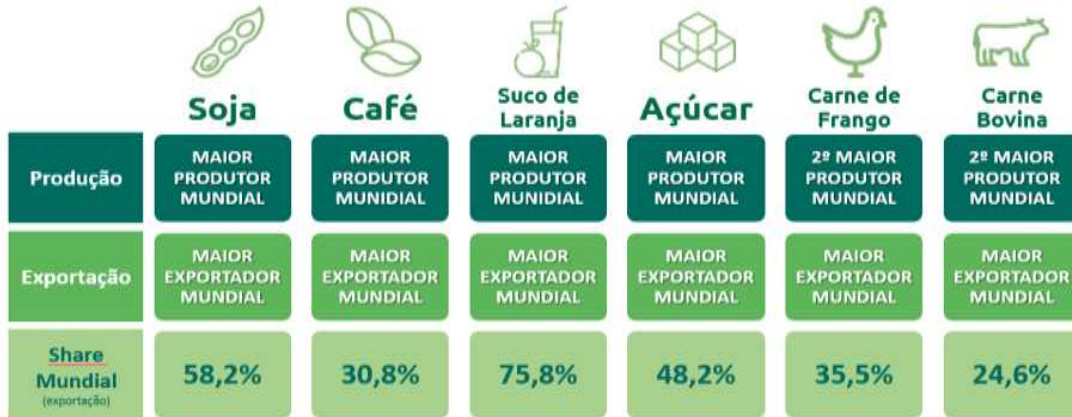 Soja
Café
Suco de
Laranja
Açúcar
Carne de
Frango
Carne
Bovina
Produção
MAIOR
PRODUTOR
MUNDIAL
MAIOR
PRODUTOR
MUNIDIAL
MAIOR
PRODUTOR
MUNIDIAL
MAIOR
PRODUTOR
MUNDIAL
2º MAIOR
PRODUTOR
MUNDIAL
2º MAIOR
PRODUTOR
MUNDIAL
Exportação
MAIOR
EXPORTADOR
MUNDIAL
MAIOR
EXPORTADOR
MUNDIAL
MAIOR
EXPORTADOR
MUNDIAL
MAIOR
EXPORTADOR
MUNDIAL
MAIOR
EXPORTADOR
MUNDIAL
MAIOR
EXPORTADOR
MUNDIAL
Share
Mundial
(exportação)
58,2%
30,8%
75,8%
48,2%
35,5%
24,6%